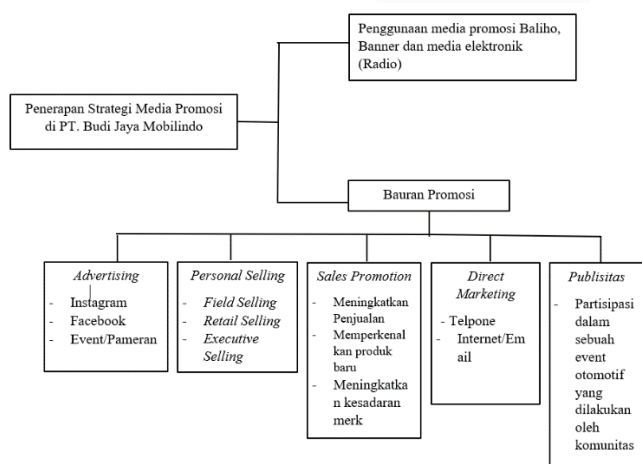 Penggunaan media promosi Baliho,
Banner dan media elektronik
(Radio)
Penerapan Strategi Media Promosi
di PT. Budi Jaya Mobilindo
Bauran Promosi
Advertising
- Instagram
- Facebook
- Event/Pameran
Personal Selling
- Field Selling
- Retail Selling
- Executive
Selling
Sales Promotion
- Meningkatkan
Penjualan
- Memperkenal
kan produk
baru
- Meningkatka
n kesadaran
merk
Direct
Marketing
- Telpone
- Internet/Em
ail
Publisitas
- Partisipasi
dalam
sebuah
event
otomotif
yang
dilakukan
oleh
komunitas